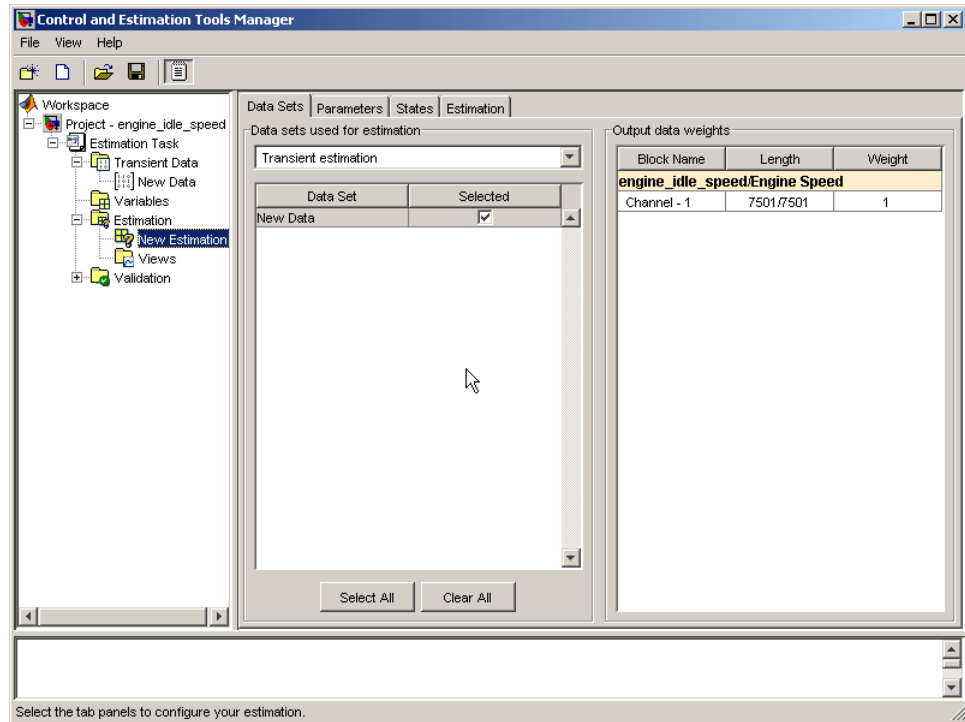 Control and Estimation Tools Manager
File View Help
Workspace
Project - engine_idle_speed
Estimation Task
Transient Data
New Data
Variables
Estimation
New Estimation
Views
Validation
Data Sets Parameters States Estimation
Data sets used for estimation
Transient estimation
Data Set Selected
New Data
Select All Clear All
Output data weights
Block Name Length Weight
engine_idle_speed/Engine Speed
Channel - 1 7501/7501 1
Select the tab panels to configure your estimation.